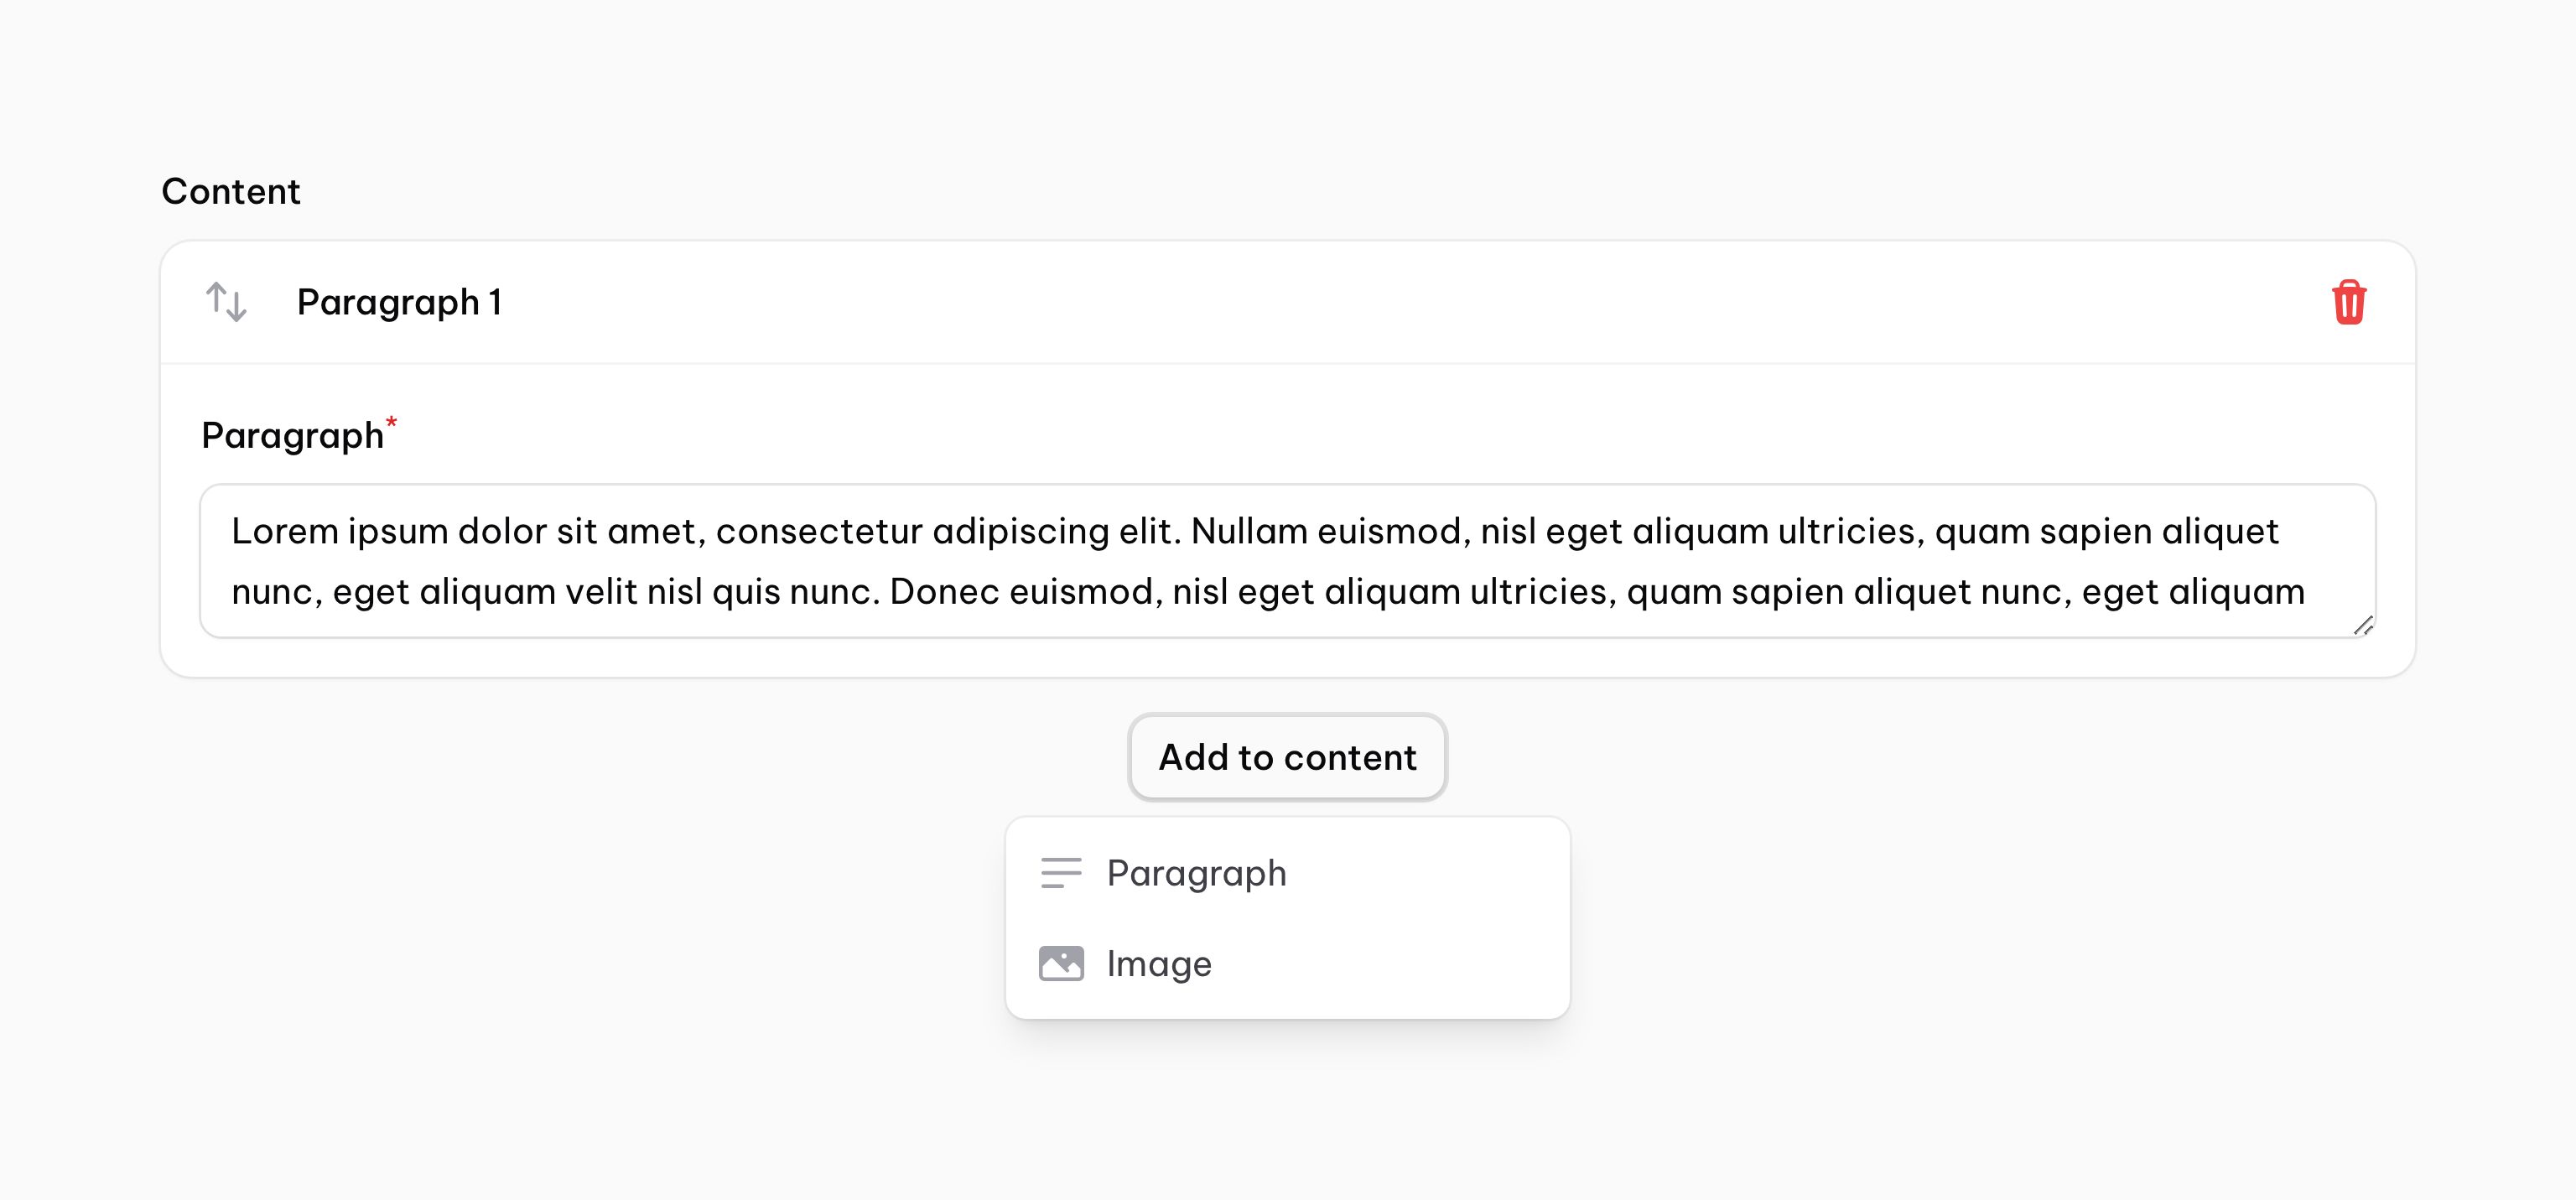 Content
Paragraph 1
Paragraph*
Lorem ipsum dolor sit amet, consectetur adipiscing elit. Nullam euismod, nisl eget aliquam ultricies, quam sapien aliquet
nunc, eget aliquam velit nisl quis nunc. Donec euismod, nisl eget aliquam ultricies, quam sapien aliquet nunc, eget aliquam
Add to content
Paragraph
Image